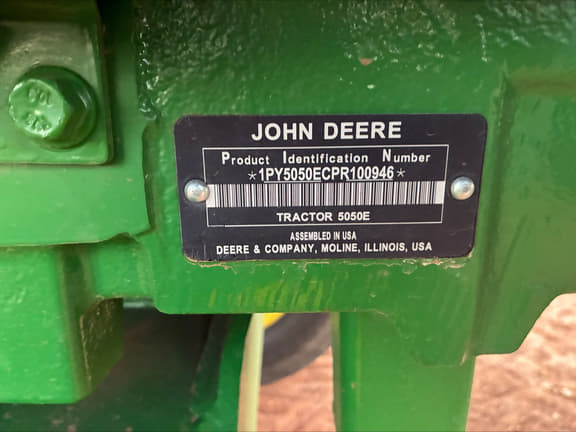 JOHN DEERE
Product Identification Number
*1PY5050ECPR100946*
TRACTOR 5050E
ASSEMBLED IN USA
DEERE & COMPANY, MOLINE, ILLINOIS, USA